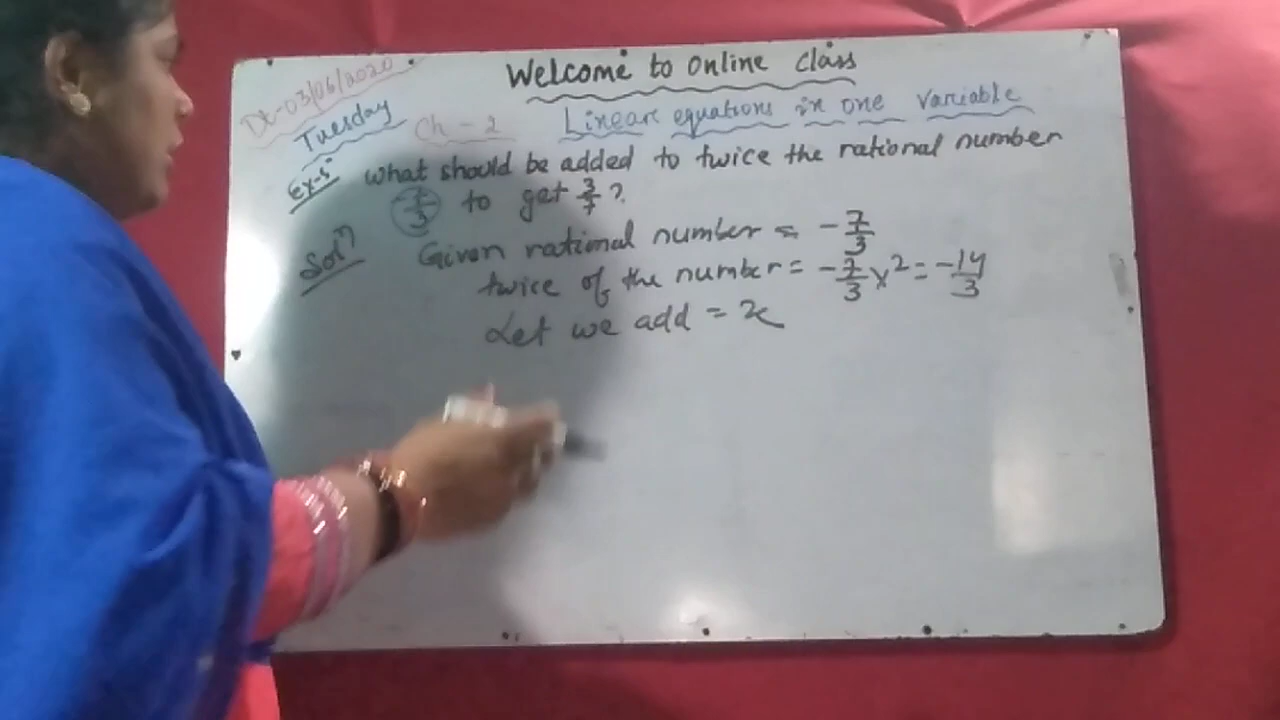 Welcome to Online Class
Dt-03/06/2020
Tuesday
Ch-2 Linear equations in one variable
Ex-5 What should be added to twice the rational number
-7/3 to get 3/7?
Solⁿ Given rational number = -7/3
twice of the number = -7/3 x 2 = -14/3
Let we add = x